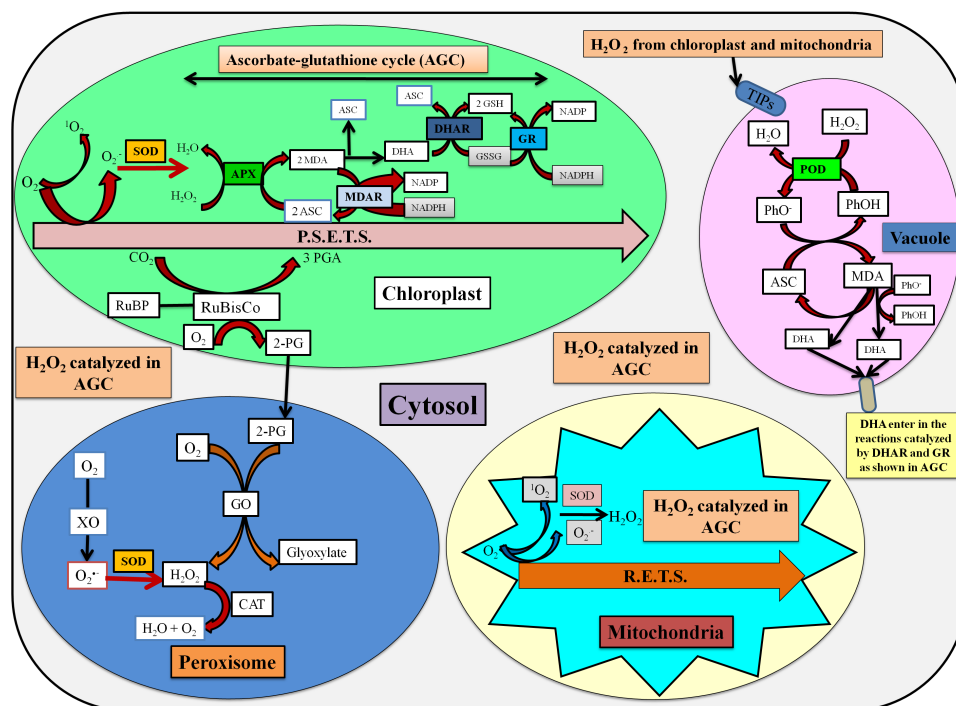 Ascorbate-glutathione cycle (AGC)
¹O₂
O₂
O₂·⁻
SOD
H₂O
H₂O₂
APX
2 MDA
2 ASC
ASC
DHA
MDAR
NADP
NADPH
ASC
DHAR
2 GSH
GSSG
GR
NADP
NADPH
P.S.E.T.S.
CO₂
3 PGA
RuBP
RuBisCo
O₂
2-PG
Chloroplast
H₂O₂ from chloroplast and mitochondria
TIPs
H₂O
H₂O₂
POD
PhO⁻
PhOH
Vacuole
ASC
MDA
PhO⁻
PhOH
DHA
DHA
DHA enter in the
reactions catalyzed
by DHAR and GR
as shown in AGC
H₂O₂ catalyzed in
AGC
H₂O₂ catalyzed in
AGC
Cytosol
2-PG
O₂
O₂
GO
XO
Glyoxylate
SOD
O₂•⁻
H₂O₂
CAT
H₂O + O₂
Peroxisome
¹O₂
SOD
O₂·⁻
O₂
H₂O₂
H₂O₂ catalyzed in
AGC
R.E.T.S.
Mitochondria